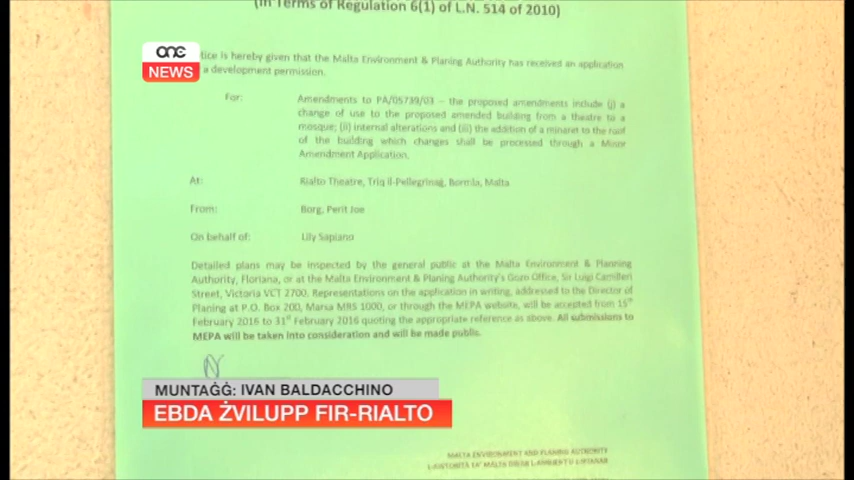 (In Terms of Regulation 6(1) of L.N. 514 of 2010)
one
NEWS
tice is hereby given that the Malta Environment & Planing Authority has received an application
a development permission.
For:
Amendments to PA/05739/03 – the proposed amendments include (j) a
change of use to the proposed amended building from a theatre to a
mosque; (ii) internal alterations and (iii) the addition of a minaret to the roof
of the building which changes shall be processed through a Minor
Amendment Application.
At:
Rialto Theatre, Triq il-Pellegrinaġ, Bormla, Malta
From:
Borg, Perit Joe
On behalf of:
Lily Sapiano
Detailed plans may be inspected by the general public at the Malta Environment & Planning
Authority, Floriana, or at the Malta Environment & Planing Authority's Gozo Office, Sir Luigi Camilleri
Street, Victoria VCT 2700. Representations on the application in writing, addressed to the Director of
Planing at P.O. Box 200, Marsa MRS 1000, or through the MEPA website, will be accepted from 15th
February 2016 to 31st February 2016 quoting the appropriate reference as above. All submissions to
MEPA will be taken into consideration and will be made public.
MUNTAĠĠ: IVAN BALDACCHINO
EBDA ŻVILUPP FIR-RIALTO
MALTA ENVIRONMENT AND PLANING AUTHORITY
L-AWTORITÀ TA' MALTA DWAR L-AMBJENT U L-IPPJANAR